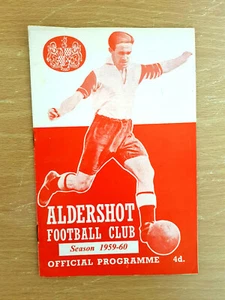 ALDERSHOT
FOOTBALL CLUB
Season 1959-60
OFFICIAL PROGRAMME 4d.